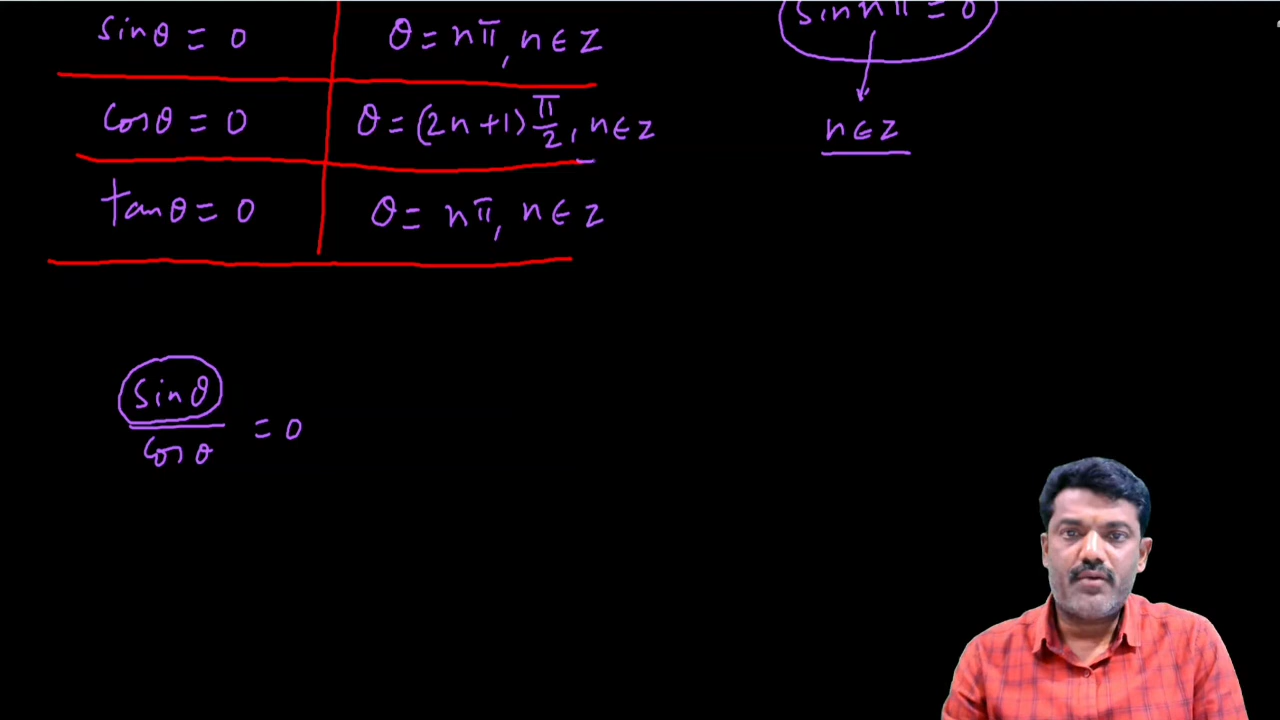 sinθ = 0 θ = nπ, n ∈ Z
cosθ = 0 θ = (2n+1) π/2, n ∈ Z
tanθ = 0 θ = nπ, n ∈ Z
sin nπ = 0
n ∈ Z
sinθ
cosθ = 0